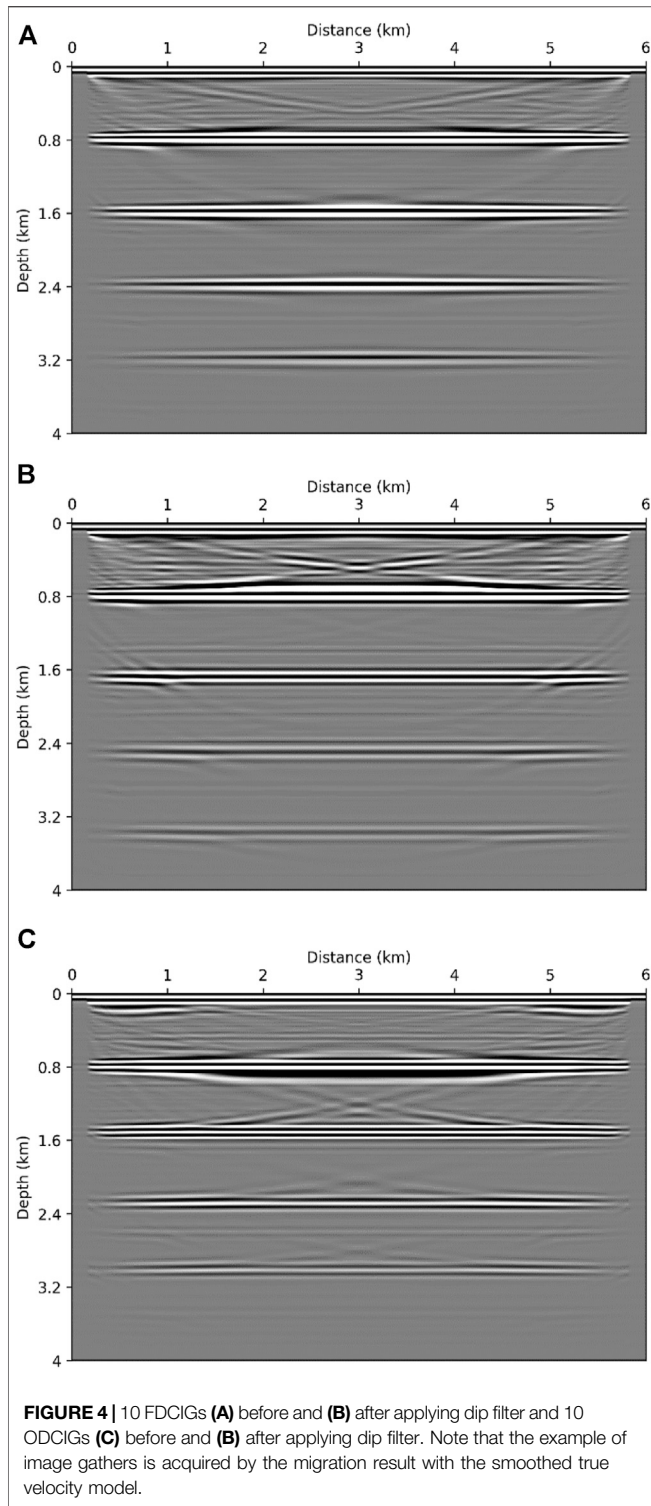 A
Distance (km)
0 1 2 3 4 5 6
0
0.8
1.6
2.4
3.2
4
Depth (km)
B
Distance (km)
0 1 2 3 4 5 6
0
0.8
1.6
2.4
3.2
4
Depth (km)
C
Distance (km)
0 1 2 3 4 5 6
0
0.8
1.6
2.4
3.2
4
Depth (km)
FIGURE 4 | 10 FDCIGs (A) before and (B) after applying dip filter and 10
ODCIGs (C) before and (B) after applying dip filter. Note that the example of
image gathers is acquired by the migration result with the smoothed true
velocity model.